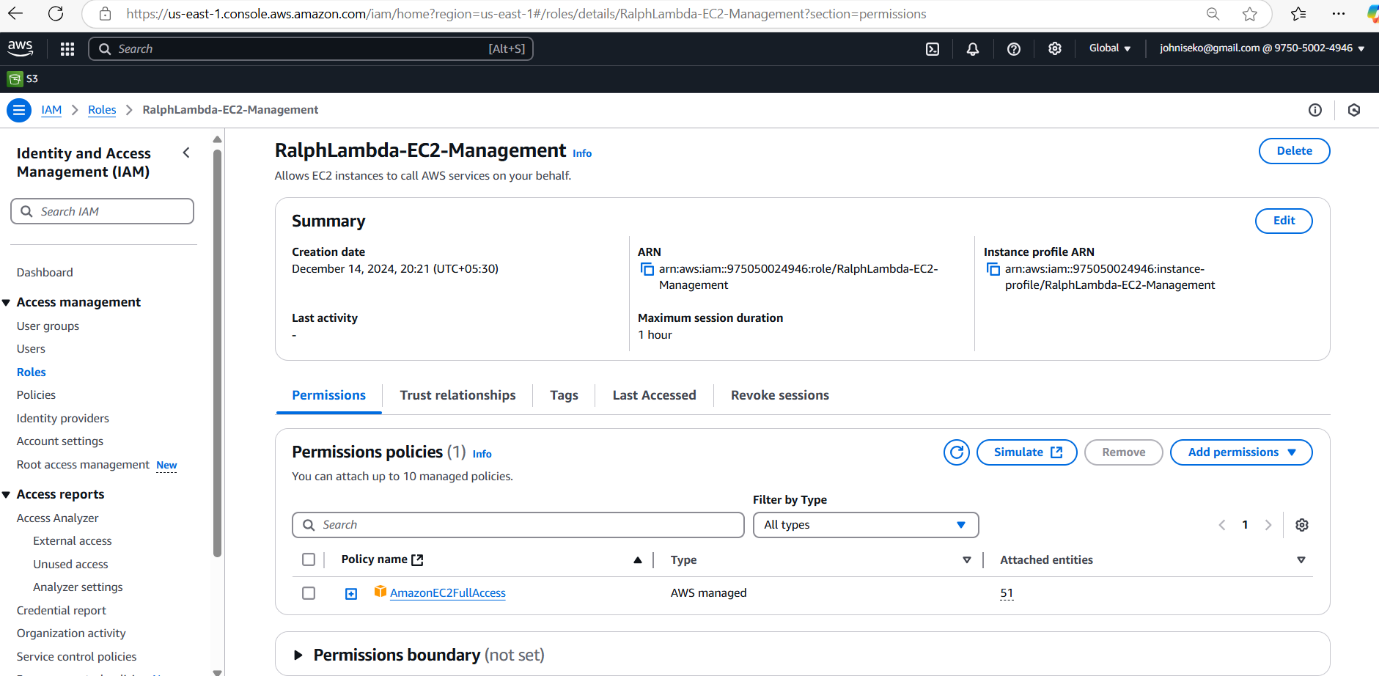 https://us-east-1.console.aws.amazon.com/iam/home?region=us-east-1#/roles/details/RalphLambda-EC2-Management?section=permissions
aws Search [Alt+S] Global johniseko@gmail.com @ 9750-5002-4946
S3
IAM > Roles > RalphLambda-EC2-Management
Identity and Access
Management (IAM)
Search IAM
Dashboard
Access management
User groups
Users
Roles
Policies
Identity providers
Account settings
Root access management New
Access reports
Access Analyzer
External access
Unused access
Analyzer settings
Credential report
Organization activity
Service control policies
RalphLambda-EC2-Management Info
Delete
Allows EC2 instances to call AWS services on your behalf.
Summary
Edit
Creation date
December 14, 2024, 20:21 (UTC+05:30)
Last activity
-
ARN
arn:aws:iam::975050024946:role/RalphLambda-EC2-
Management
Maximum session duration
1 hour
Instance profile ARN
arn:aws:iam::975050024946:instance-
profile/RalphLambda-EC2-Management
Permissions Trust relationships Tags Last Accessed Revoke sessions
Permissions policies (1) Info
Simulate Remove Add permissions
You can attach up to 10 managed policies.
Filter by Type
Search All types 1
Policy name Type Attached entities
AmazonEC2FullAccess AWS managed 51
Permissions boundary (not set)